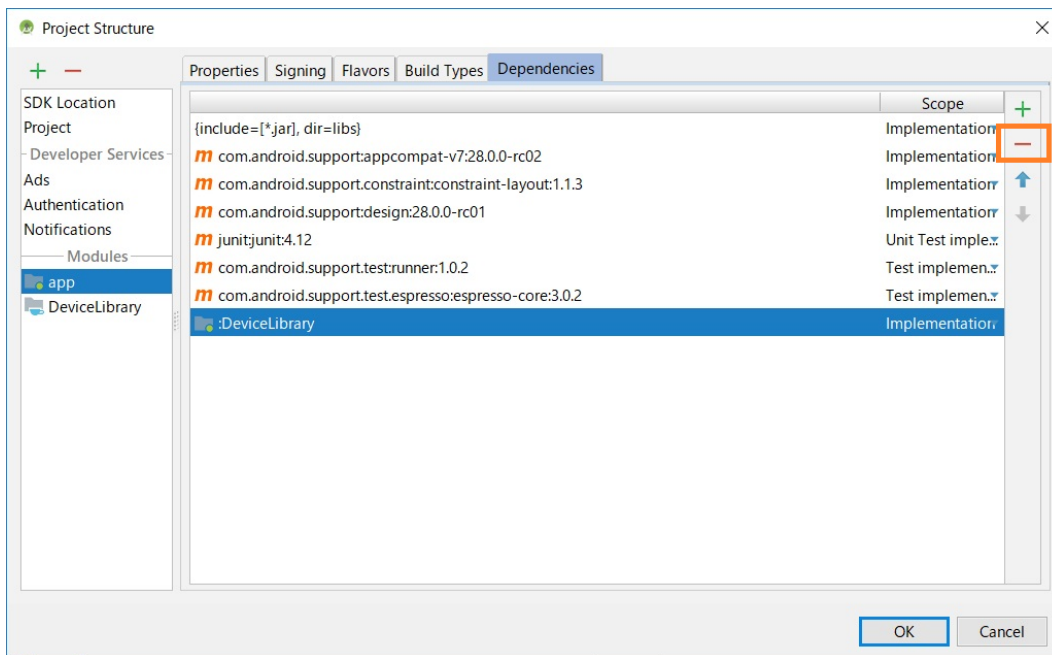 Project Structure
Properties Signing Flavors Build Types Dependencies
SDK Location
Project
Developer Services
Ads
Authentication
Notifications
Modules
app
DeviceLibrary
Scope
{include=[*.jar], dir=libs} Implementation
m com.android.support:appcompat-v7:28.0.0-rc02 Implementation
m com.android.support.constraint:constraint-layout:1.1.3 Implementation
m com.android.support:design:28.0.0-rc01 Implementation
m junit:junit:4.12 Unit Test imple...
m com.android.support.test:runner:1.0.2 Test implemen...
m com.android.support.test.espresso:espresso-core:3.0.2 Test implemen...
:DeviceLibrary Implementation
OK Cancel